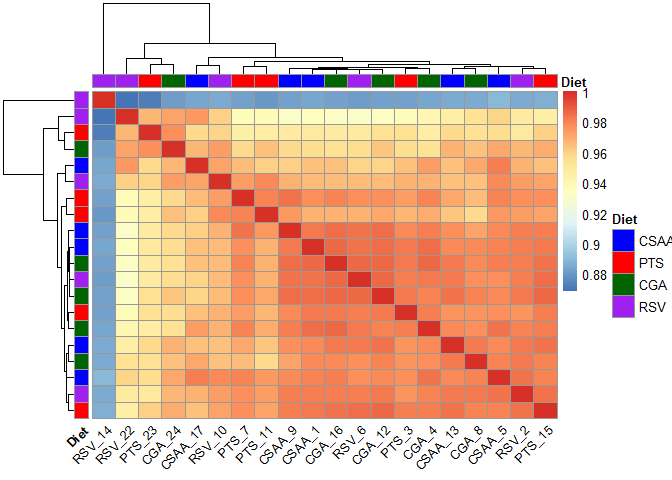 Diet
1
0.98
0.96
0.94
0.92
0.9
0.88
Diet
CSAA
PTS
CGA
RSV
Diet
RSV_14
RSV_22
PTS_23
CGA_24
CSAA_17
RSV_10
PTS_7
PTS_11
CSAA_9
CSAA_1
CGA_16
RSV_6
CGA_12
PTS_3
CGA_4
CSAA_13
CGA_8
CSAA_5
RSV_2
PTS_15